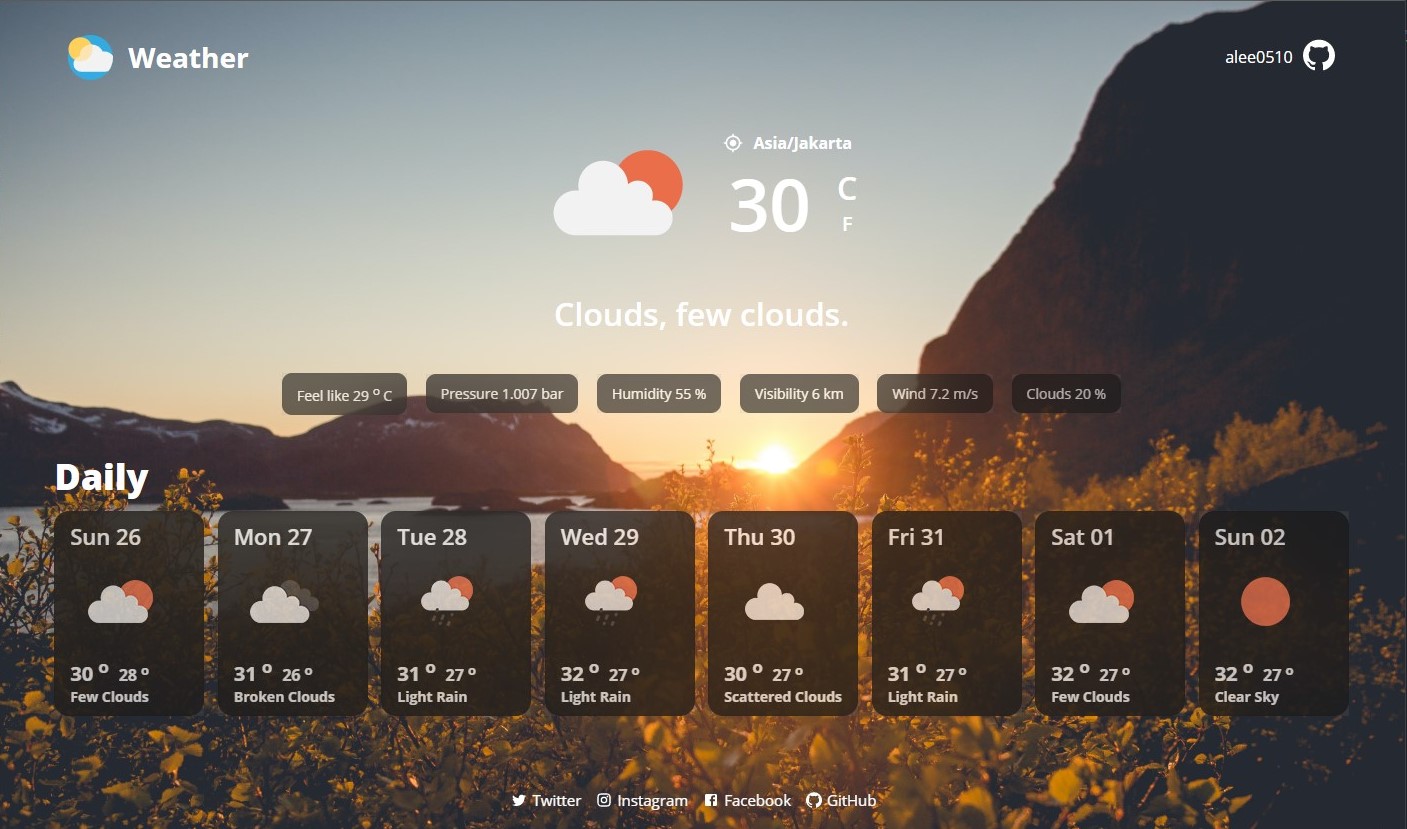 Weather
alee0510
Asia/Jakarta
30 C
F
Clouds, few clouds.
Feel like 29 º C
Pressure 1.007 bar
Humidity 55 %
Visibility 6 km
Wind 7.2 m/s
Clouds 20 %
Daily
Sun 26
30 º 28 º
Few Clouds
Mon 27
31 º 26 º
Broken Clouds
Tue 28
31 º 27 º
Light Rain
Wed 29
32 º 27 º
Light Rain
Thu 30
30 º 27 º
Scattered Clouds
Fri 31
31 º 27 º
Light Rain
Sat 01
32 º 27 º
Few Clouds
Sun 02
32 º 27 º
Clear Sky
Twitter Instagram Facebook GitHub